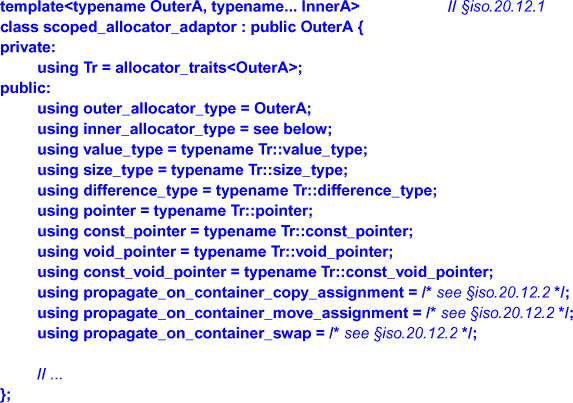 template<typename OuterA, typename... InnerA> // §iso.20.12.1
class scoped_allocator_adaptor : public OuterA {
private:
using Tr = allocator_traits<OuterA>;
public:
using outer_allocator_type = OuterA;
using inner_allocator_type = see below;
using value_type = typename Tr::value_type;
using size_type = typename Tr::size_type;
using difference_type = typename Tr::difference_type;
using pointer = typename Tr::pointer;
using const_pointer = typename Tr::const_pointer;
using void_pointer = typename Tr::void_pointer;
using const_void_pointer = typename Tr::const_void_pointer;
using propagate_on_container_copy_assignment = /* see §iso.20.12.2 */;
using propagate_on_container_move_assignment = /* see §iso.20.12.2 */;
using propagate_on_container_swap = /* see §iso.20.12.2 */;
// ...
};